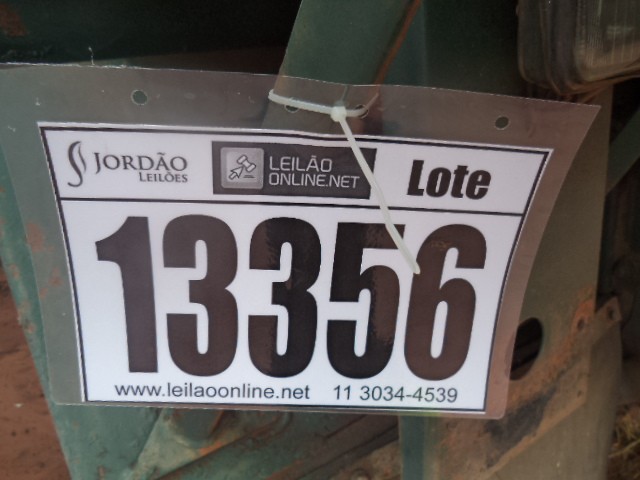 JORDÃO
LEILÕES
LEILÃO
ONLINE.NET
Lote
13356
www.leilaoonline.net 11 3034-4539